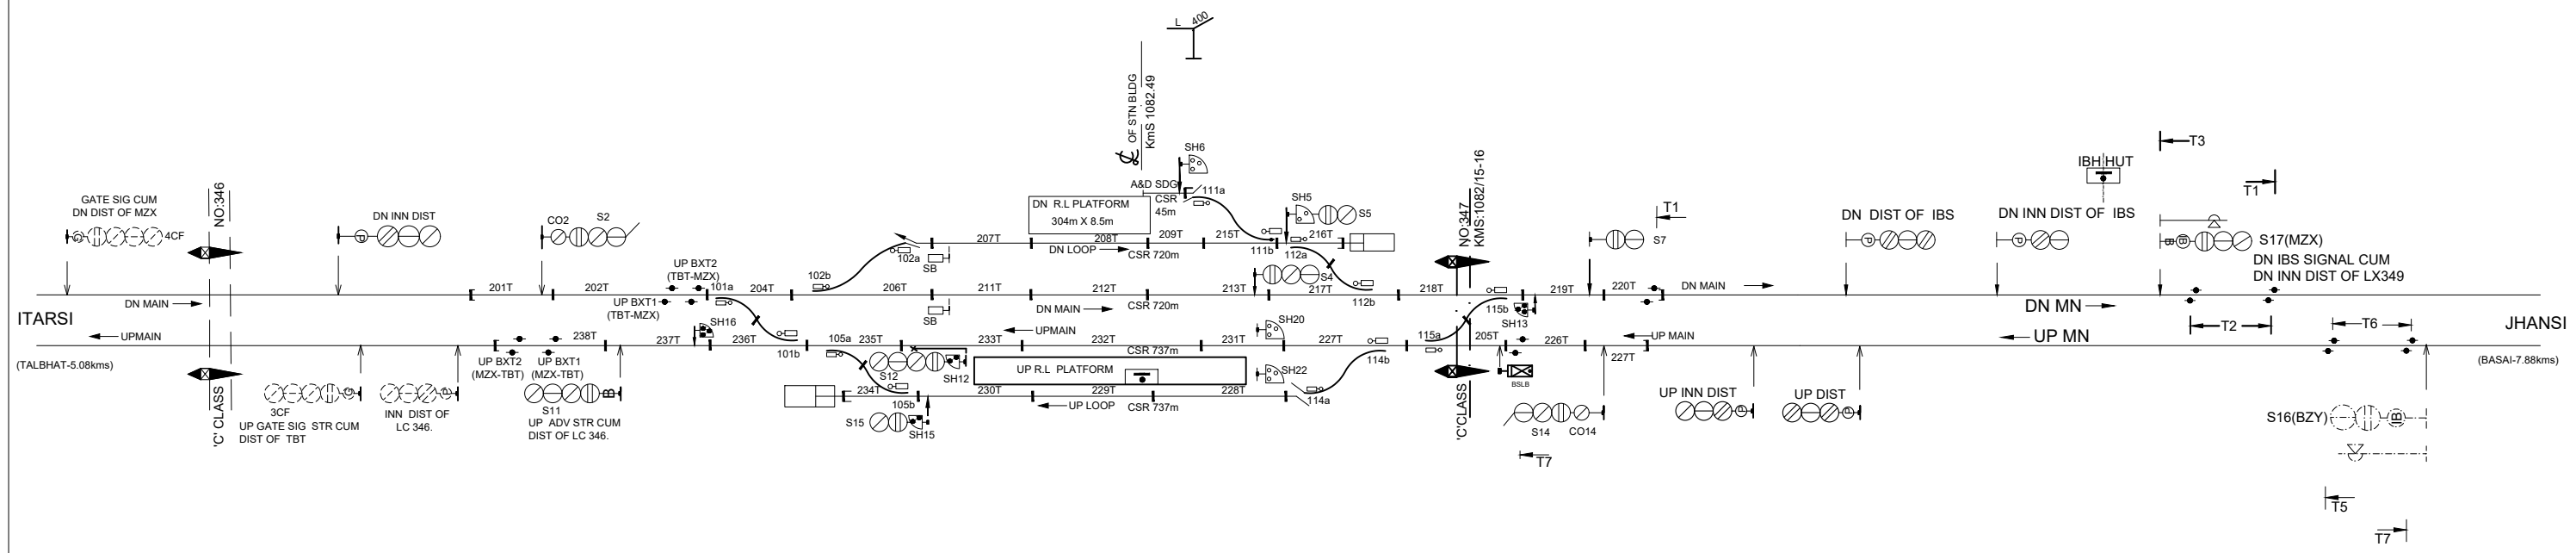 L 400
℄ OF STN BLDG
KmS 1082.49
SH6
A&D SDG
CSR
45m
111a
DN R.L PLATFORM
304m X 8.5m
SH5
S5
NO:347
KMS:1082/15-16
T1
S7
IBH HUT
T3
T1
DN DIST OF IBS
P
DN INN DIST OF IBS
P
B
B
S17(MZX)
DN IBS SIGNAL CUM
DN INN DIST OF LX349
GATE SIG CUM
DN DIST OF MZX
G
4CF
NO:346
DN INN DIST
P
CO2
S2
207T
208T
209T
215T
216T
DN LOOP
CSR 720m
102a
SB
111b
112a
S4
UP BXT2
(TBT-MZX)
101a
102b
UP BXT1
(TBT-MZX)
201T
202T
204T
206T
211T
212T
213T
217T
112b
218T
115b
219T
220T
DN MAIN
DN MAIN
DN MAIN
CSR 720m
SB
SH13
DN MN
T2
T6
ITARSI
JHANSI
UPMAIN
UPMAIN
UP MAIN
UP MN
(TALBHAT-5.08kms)
(BASAI-7.88kms)
238T
237T
SH16
236T
101b
105a
235T
233T
232T
231T
SH20
227T
114b
115a
205T
226T
227T
CSR 737m
UP BXT2
(MZX-TBT)
UP BXT1
(MZX-TBT)
S12
SH12
UP R.L PLATFORM
SH22
BSLB
234T
105b
230T
229T
228T
114a
UP LOOP
CSR 737m
'C' CLASS
G
3CF
UP GATE SIG STR CUM
DIST OF TBT
P
INN DIST OF
LC 346.
B
S11
UP ADV STR CUM
DIST OF LC 346.
S15
SH15
'C'CLASS
S14
CO14
T7
UP INN DIST
P
UP DIST
P
S16(BZY)
IB
T5
T7